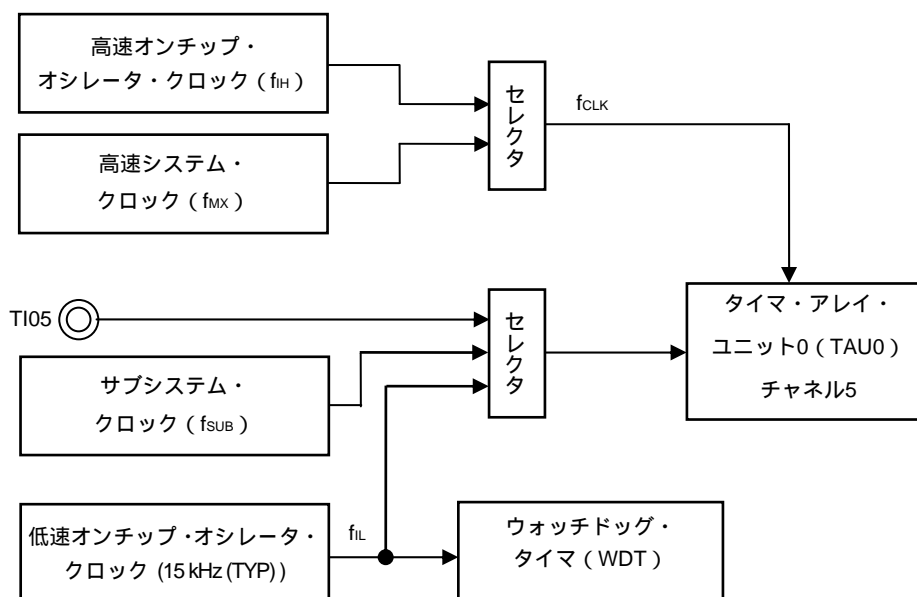 高速オンチップ・
オシレータ・クロック（fIH）
セレクタ
fCLK
高速システム・
クロック（fMX）
TI05
セレクタ
タイマ・アレイ・
ユニット0（TAU0）
チャネル5
サブシステム・
クロック（fSUB）
低速オンチップ・オシレータ・
クロック (15 kHz (TYP) )
fIL
ウォッチドッグ・
タイマ（WDT）